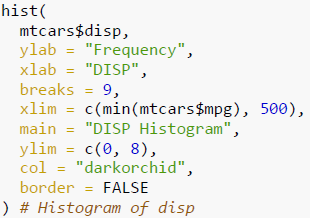 hist(
  mtcars$disp,
  ylab = "Frequency",
  xlab = "DISP",
  breaks = 9,
  xlim = c(min(mtcars$mpg), 500),
  main = "DISP Histogram",
  ylim = c(0, 8),
  col = "darkorchid",
  border = FALSE
) # Histogram of disp